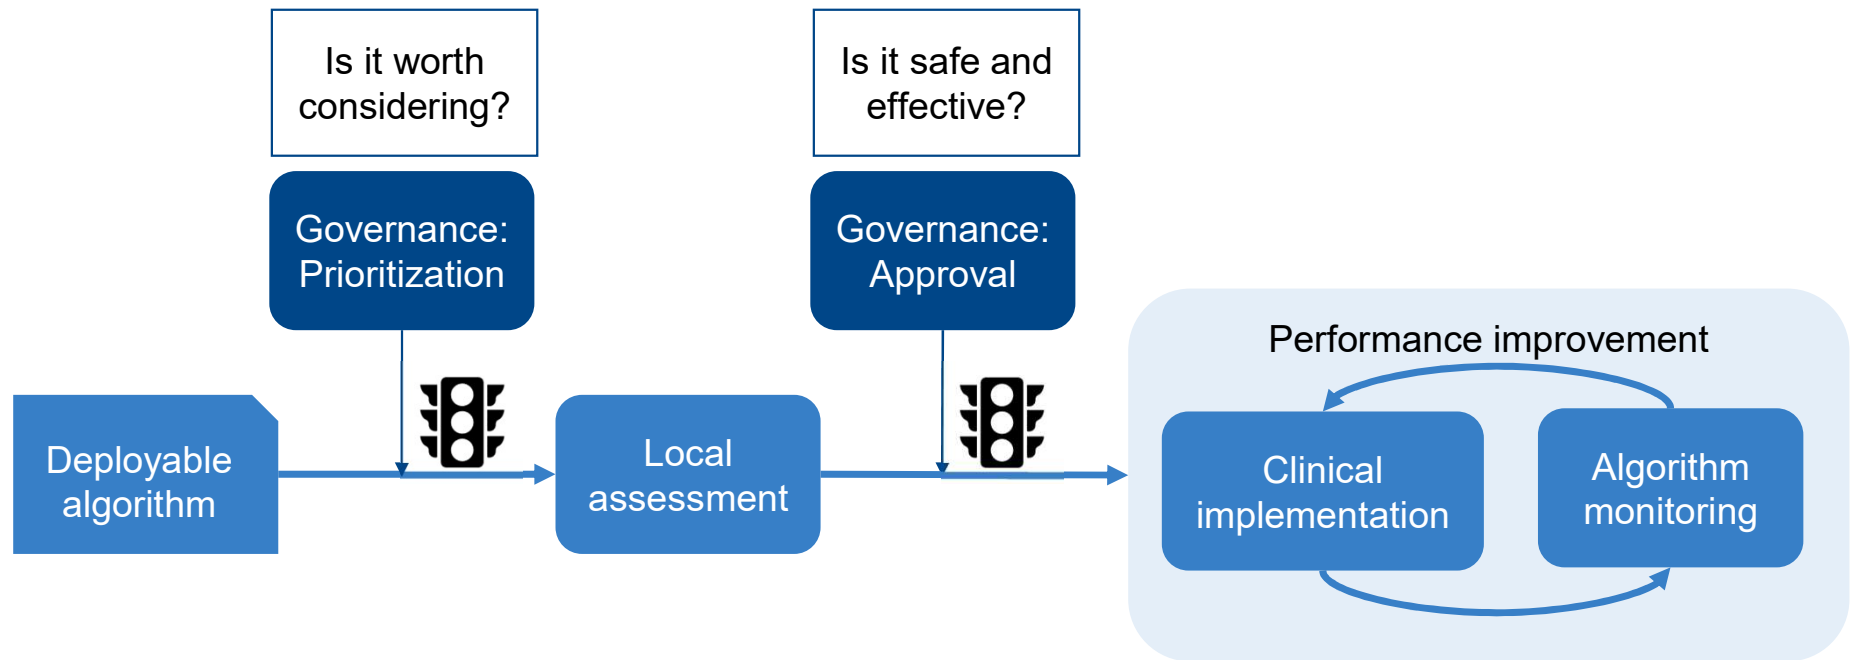 Is it worth
considering?
Is it safe and
effective?
Governance:
Prioritization
Governance:
Approval
Performance improvement
Deployable
algorithm
Local
assessment
Clinical
implementation
Algorithm
monitoring